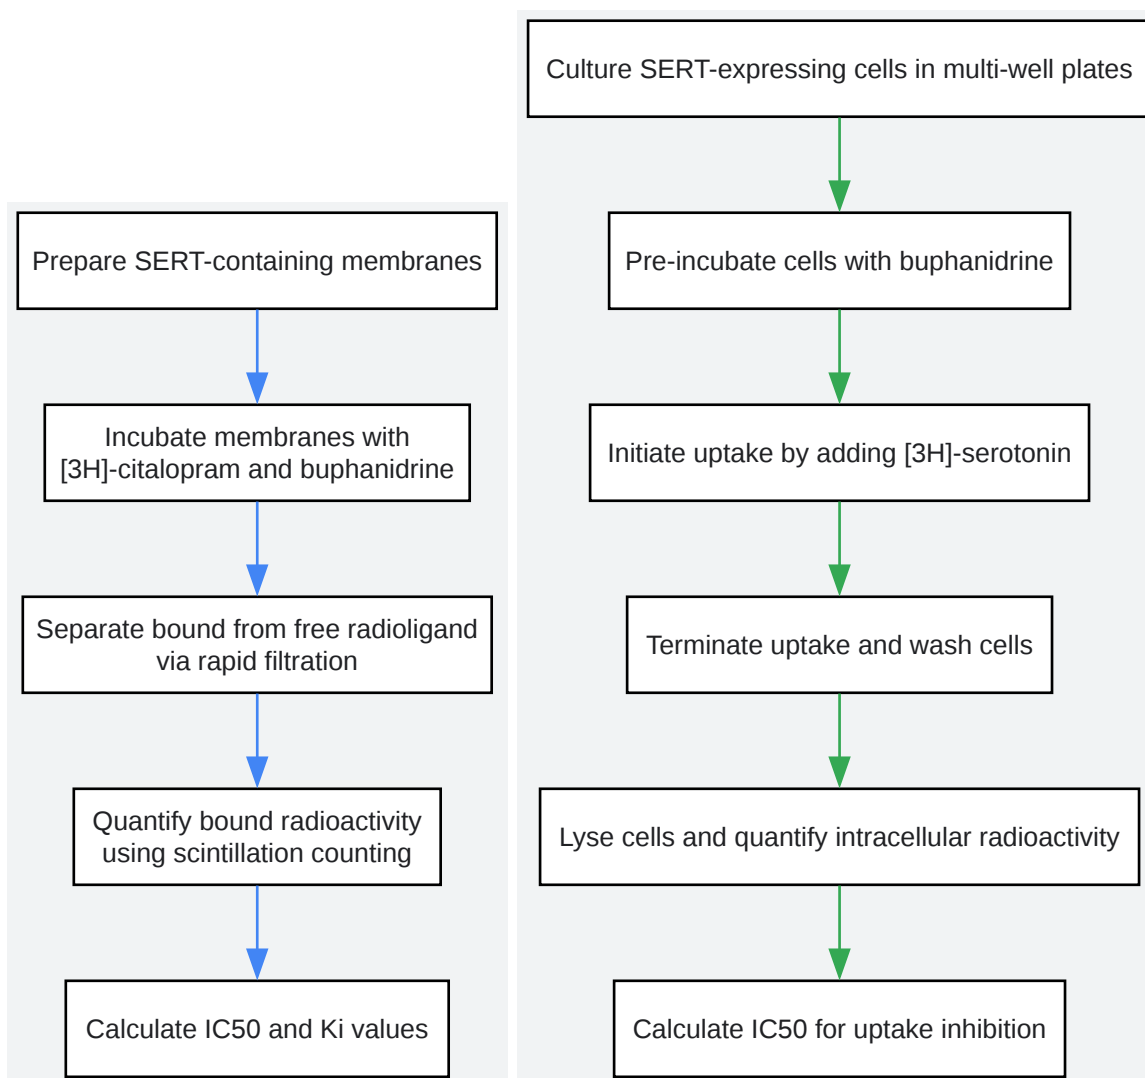 Prepare SERT-containing membranes
Incubate membranes with
[3H]-citalopram and buphanidrine
Separate bound from free radioligand
via rapid filtration
Quantify bound radioactivity
using scintillation counting
Calculate IC50 and Ki values
Culture SERT-expressing cells in multi-well plates
Pre-incubate cells with buphanidrine
Initiate uptake by adding [3H]-serotonin
Terminate uptake and wash cells
Lyse cells and quantify intracellular radioactivity
Calculate IC50 for uptake inhibition